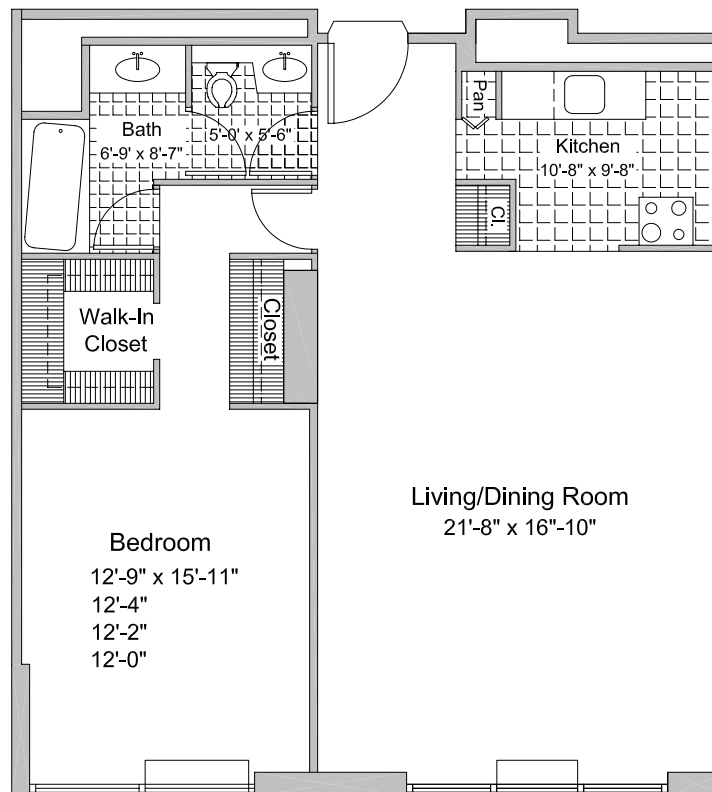 Bath
6'-9' x 8'-7"
5'-0' x 5'-6"
Pan
Kitchen
10'-8" x 9'-8"
Cl.
Walk-In
Closet
Closet
Living/Dining Room
21'-8" x 16"-10"
Bedroom
12'-9" x 15'-11"
12'-4"
12'-2"
12'-0"